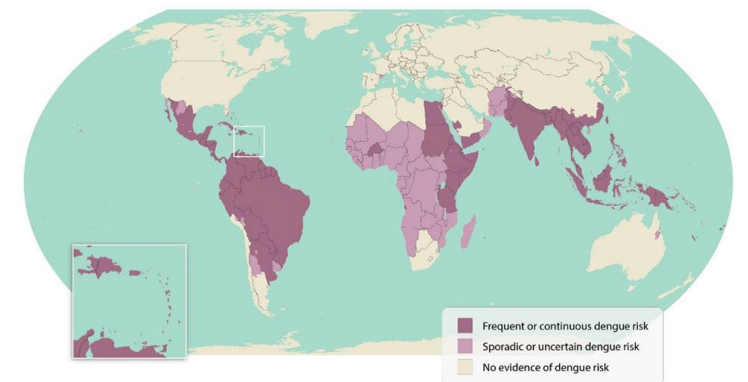 Frequent or continuous dengue risk
Sporadic or uncertain dengue risk
No evidence of dengue risk